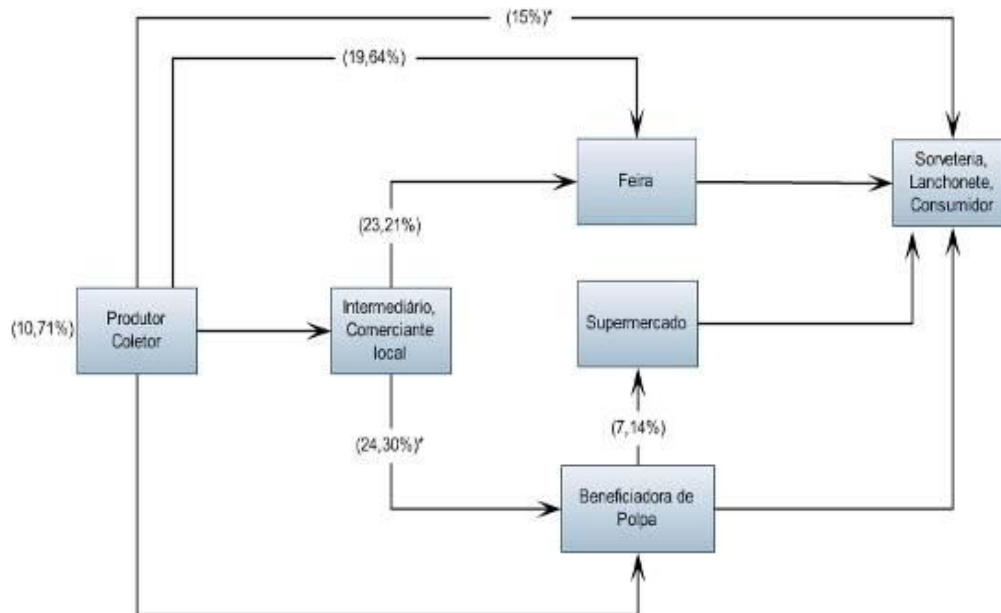 (15%)*
(19,64%)
Feira
Sorveteria,
Lanchonete,
Consumidor
(23,21%)
(10,71%)
Produtor
Coletor
Intermediário,
Comerciante
local
Supermercado
(24,30%)*
(7,14%)
Beneficiadora de
Polpa